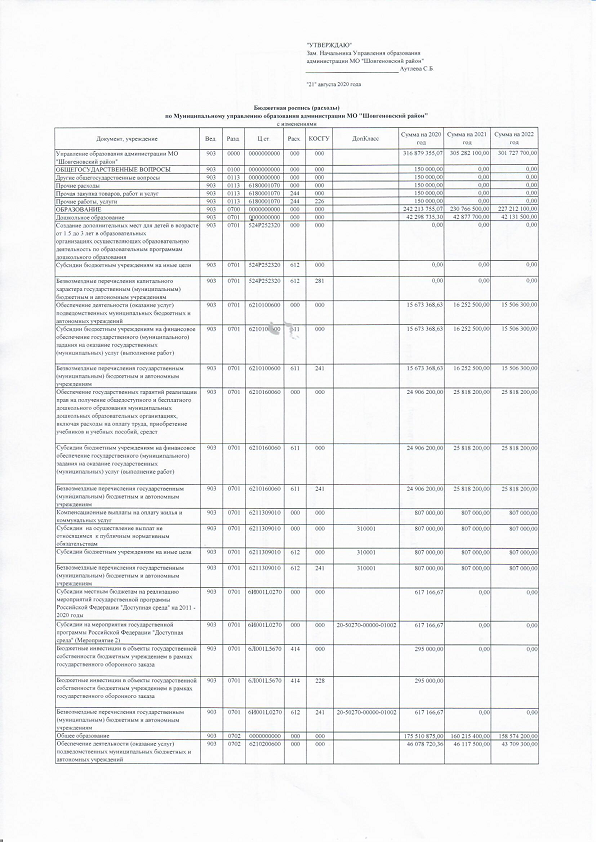 "УТВЕРЖДАЮ"
Зам. Начальника Управления образования
администрации МО "Шовгеновский район"
Аутлева С.Б
"21" августа 2020 года
Бюджетная роспись (расходы)
по Муниципальному управлению образования администрации МО "Шовгеновский район"
с изменениями
Документ, учреждение Вед. Разд. Ц.ст. Расх. КОСГУ ДопКласс Сумма на 2020 год Сумма на 2021 год Сумма на 2022 год
Управление образования администрации МО 903 0000 0000000000 000 000 316 879 355,07 305 282 100,00 301 727 700,00
"Шовгеновский район"
ОБЩЕГОСУДАРСТВЕННЫЕ ВОПРОСЫ 903 0100 0000000000 000 000 150 000,00 0,00 0,00
Другие общегосударственные вопросы 903 0113 0000000000 000 000 150 000,00 0,00 0,00
Прочие расходы 903 0113 6180001070 000 000 150 000,00 0,00 0,00
Прочая закупка товаров, работ и услуг 903 0113 6180001070 244 000 150 000,00 0,00 0,00
Прочие работы, услуги 903 0113 6180001070 244 226 150 000,00 0,00 0,00
ОБРАЗОВАНИЕ 903 0700 0000000000 000 000 242 213 755,07 230 766 500,00 227 212 100,00
Дошкольное образование 903 0701 0000000000 000 000 42 298 735,30 42 877 700,00 42 131 500,00
Создание дополнительных мест для детей в возрасте 903 0701 524P252320 000 000 0,00 0,00 0,00
от 1.5 до 3 лет в образовательных
организациях,осуществляющих образовательную
деятельность по образовательным программам
дошкольного образования
Субсидии бюджетным учреждениям на иные цели 903 0701 524P252320 612 000 0,00 0,00 0,00
Безвозмездные перечисления капитального 903 0701 524P252320 612 281 0,00 0,00 0,00
характера государственным (муниципальным)
бюджетным и автономным учреждениям
Обеспечение деятельности (оказание услуг) 903 0701 6210100600 000 000 15 673 368,63 16 252 500,00 15 506 300,00
подведомственных муниципальных бюджетных и
автономных учреждений
Субсидии бюджетным учреждениям на финансовое 903 0701 611 000 15 673 368,63 16 252 500,00 15 506 300,00
обеспечение государственного (муниципального)
задания на оказание государственных
(муниципальных) услуг (выполнение работ)
Безвозмездные перечисления государственным 903 0701 6210100600 611 241 15 673 368,63 16 252 500,00 15 506 300,00
(муниципальным) бюджетным и автономным
учреждениям
Обеспечение государственных гарантий реализации 903 0701 6210160060 000 000 24 906 200,00 25 818 200,00 25 818 200,00
прав на получение общедоступного и бесплатного
дошкольного образования муниципальных
дошкольных образовательных организациях,
включая расходы на оплату труда, приобретение
учебников и учебных пособий, средст
Субсидии бюджетным учреждениям на финансовое 903 0701 6210160060 611 000 24 906 200,00 25 818 200,00 25 818 200,00
обеспечение государственного (муниципального)
задания на оказание государственных
(муниципальных) услуг (выполнение работ)
Безвозмездные перечисления государственным 903 0701 6210160060 611 241 24 906 200,00 25 818 200,00 25 818 200,00
(муниципальным) бюджетным и автономным
учреждениям
Компенсационные выплаты на оплату жилья и 903 0701 6211309010 000 000 807 000,00 807 000,00 807 000,00
коммунальных услуг
Субсидии на осуществление выплат не 903 0701 6211309010 000 000 310001 807 000,00 807 000,00 807 000,00
относящимся к публичным нормативным
обязательствам
Субсидии бюджетным учреждениям на иные цели 903 0701 6211309010 612 000 310001 807 000,00 807 000,00 807 000,00
Безвозмездные перечисления государственным 903 0701 6211309010 612 241 310001 807 000,00 807 000,00 807 000,00
(муниципальным) бюджетным и автономным
учреждениям
Субсидии местным бюджетам на реализацию 903 0701 6И001L0270 000 000 617 166,67 0,00 0,00
мероприятий государственной программы
Российской Федерации "Доступная среда" на 2011 -
2020 годы
Субсидии на мероприятия государственной 903 0701 6И001L0270 000 000 20-50270-00000-01002 617 166,67 0,00 0,00
программы Российской Федерации "Доступная
среда" (Мероприятие 2)
Бюджетные инвестиции в объекты государственной 903 0701 6Л001L5670 414 000 295 000,00 0,00 0,00
собственности бюджетным учреждением в рамках
государственного оборонного заказа
Бюджетные инвестиции в объекты государственной 903 0701 6Л001L5670 414 228 295 000,00
собственности бюджетным учреждением в рамках
государственного оборонного заказа
Безвозмездные перечисления государственным 903 0701 6И001L0270 612 241 20-50270-00000-01002 617 166,67 0,00 0,00
(муниципальным) бюджетным и автономным
учреждениям
Общее образование 903 0702 0000000000 000 000 175 510 875,00 160 215 400,00 158 574 200,00
Обеспечение деятельности (оказание услуг) 903 0702 6210200600 000 000 46 078 720,36 46 117 500,00 43 709 300,00
подведомственных муниципальных бюджетных и
автономных учреждений